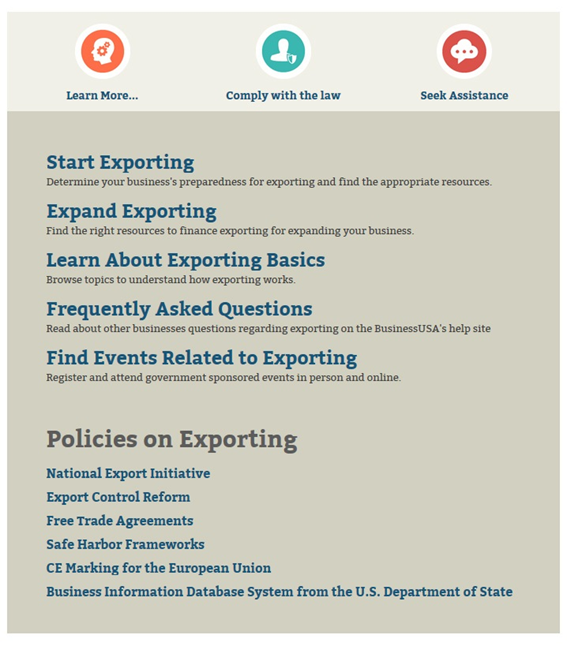 Learn More...
Comply with the law
Seek Assistance
Start Exporting
Determine your business's preparedness for exporting and find the appropriate resources.
Expand Exporting
Find the right resources to finance exporting for expanding your business.
Learn About Exporting Basics
Browse topics to understand how exporting works.
Frequently Asked Questions
Read about other businesses questions regarding exporting on the BusinessUSA's help site
Find Events Related to Exporting
Register and attend government sponsored events in person and online.
Policies on Exporting
National Export Initiative
Export Control Reform
Free Trade Agreements
Safe Harbor Frameworks
CE Marking for the European Union
Business Information Database System from the U.S. Department of State